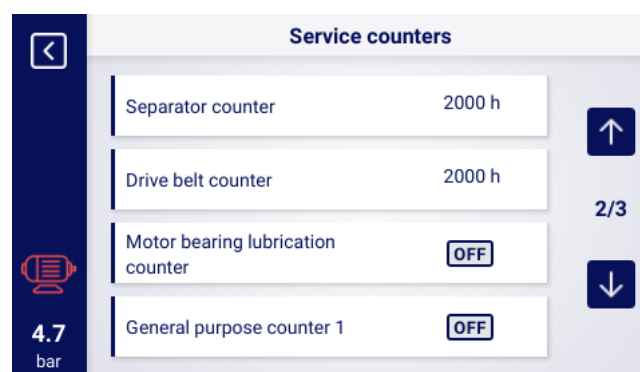 Service counters
Separator counter 2000 h
Drive belt counter 2000 h
2/3
Motor bearing lubrication
counter
OFF
General purpose counter 1 OFF
4.7
bar